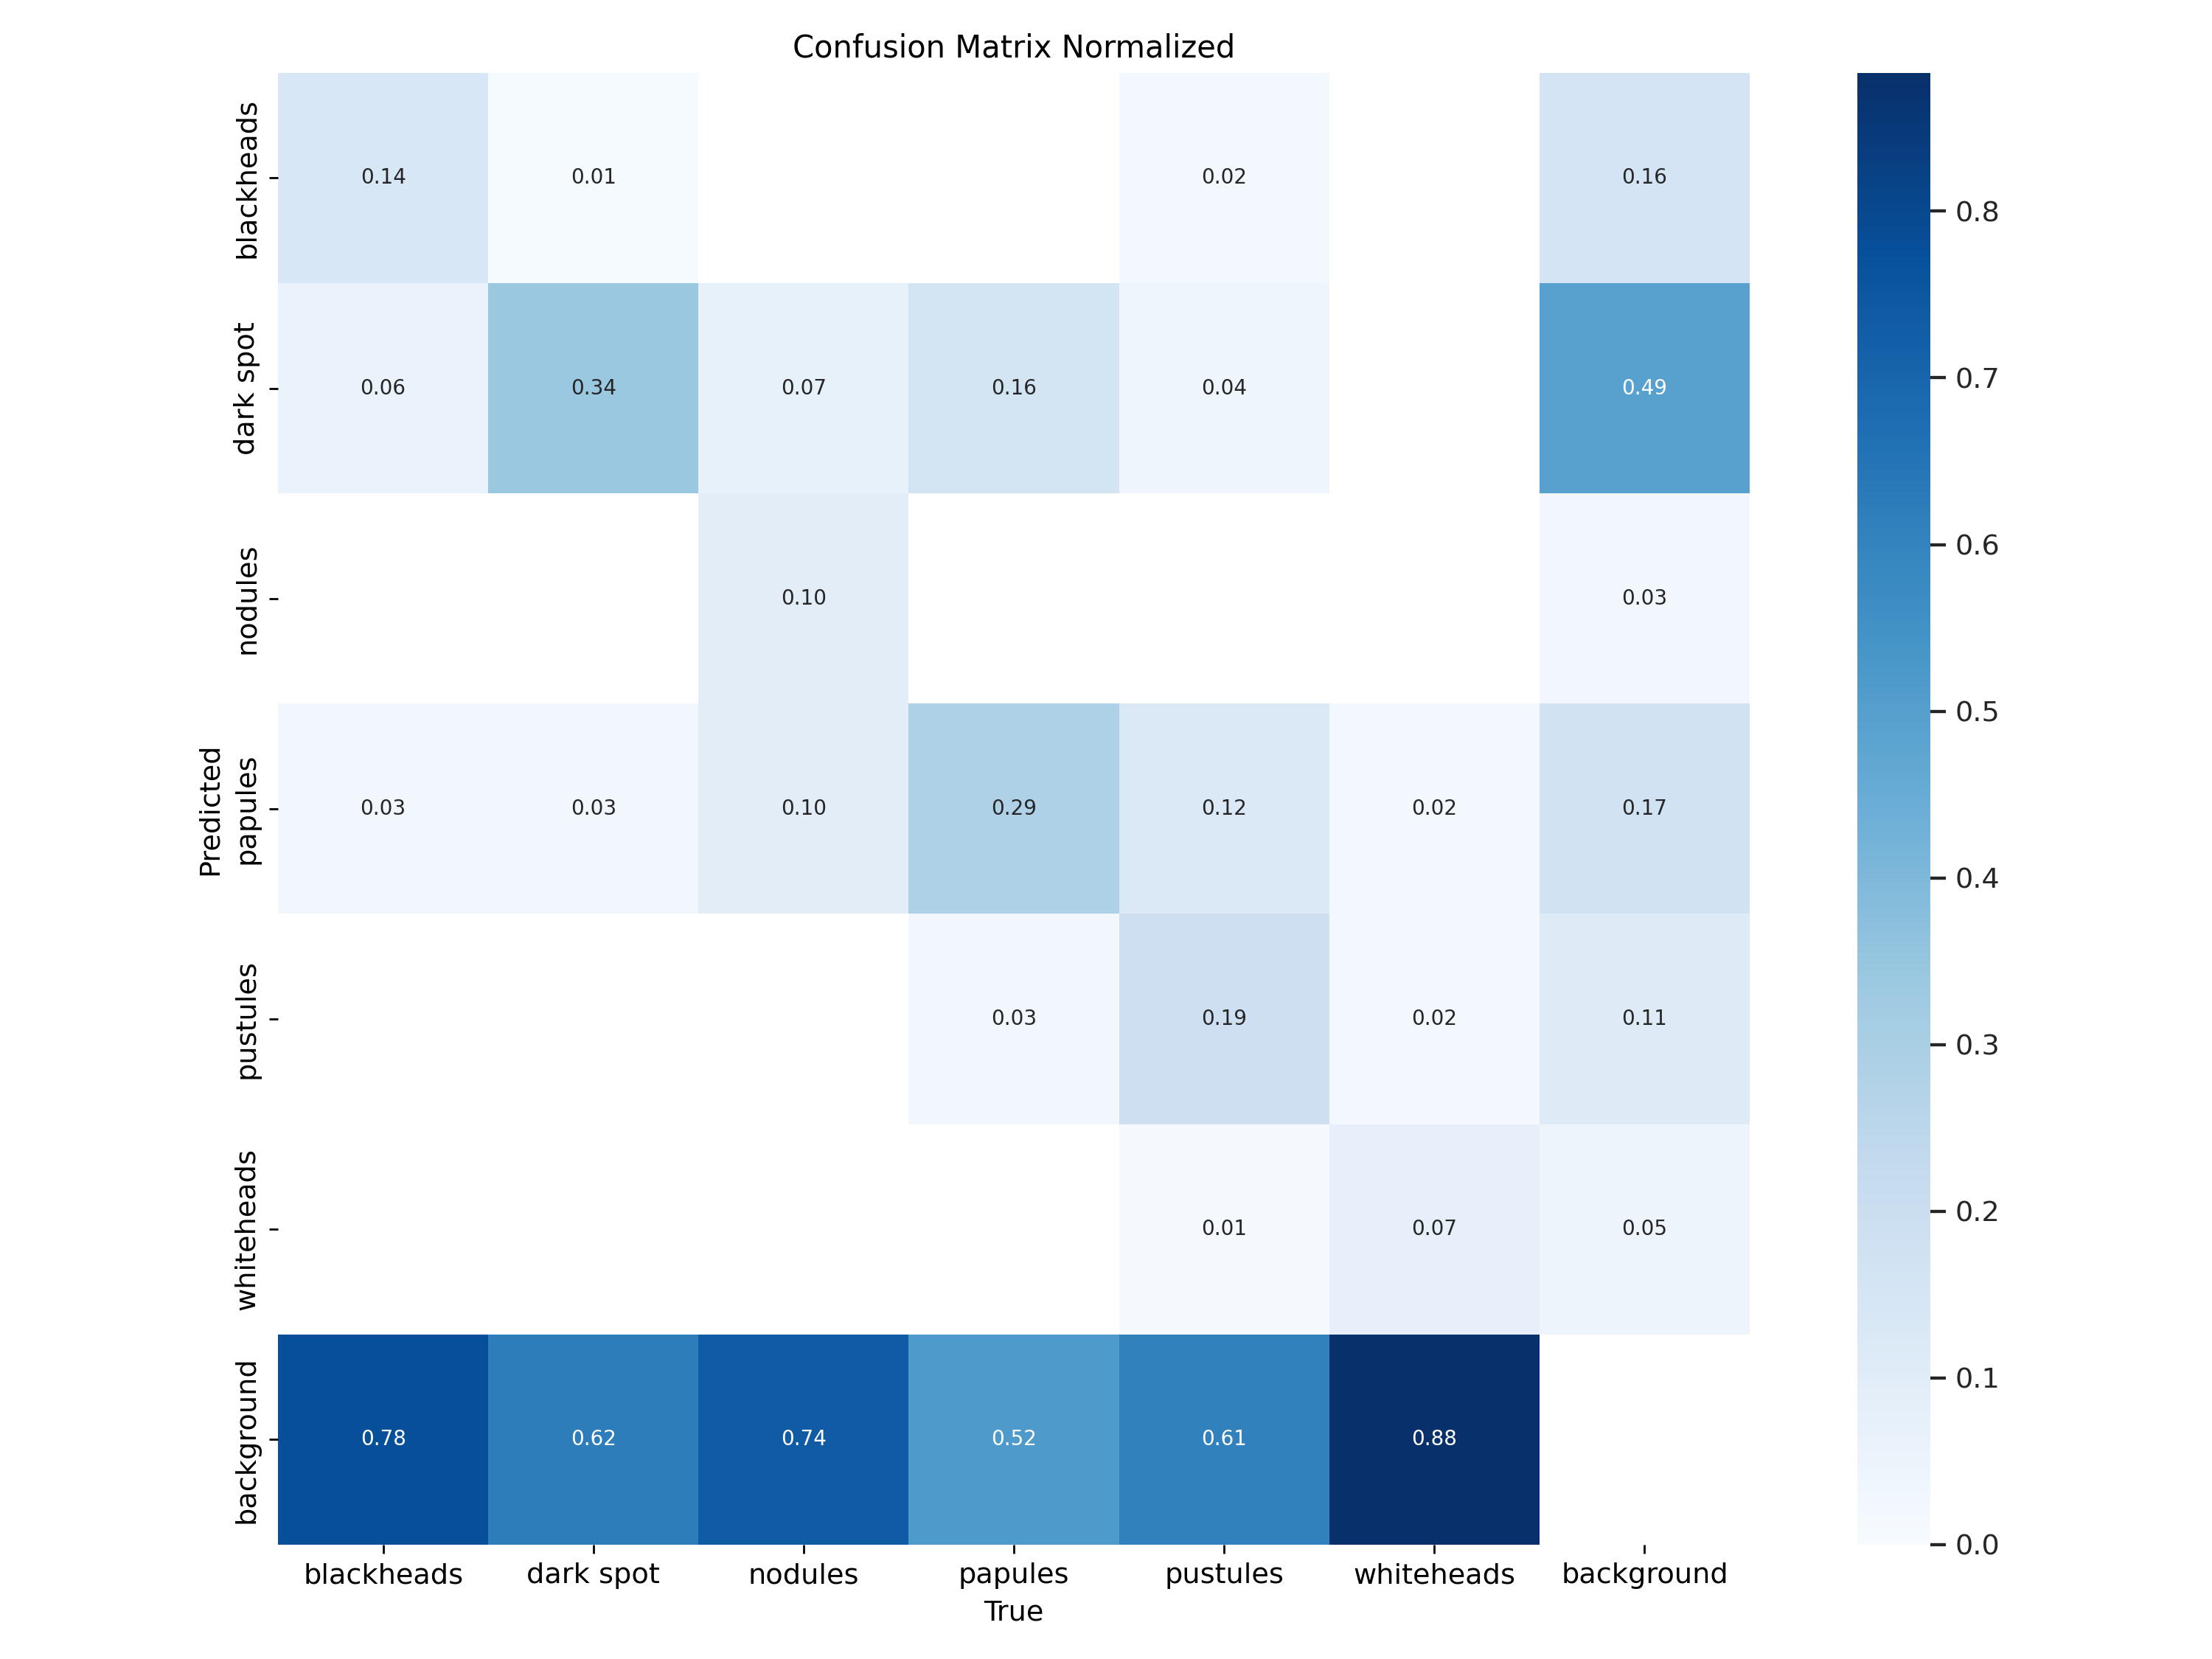 Confusion Matrix Normalized
blackheads
0.14
0.01
0.02
0.16
dark spot
0.06
0.34
0.07
0.16
0.04
0.49
nodules
0.10
0.03
Predicted
papules
0.03
0.03
0.10
0.29
0.12
0.02
0.17
pustules
0.03
0.19
0.02
0.11
whiteheads
0.01
0.07
0.05
background
0.78
0.62
0.74
0.52
0.61
0.88
blackheads
dark spot
nodules
papules
pustules
whiteheads
background
True
0.8
0.7
0.6
0.5
0.4
0.3
0.2
0.1
0.0